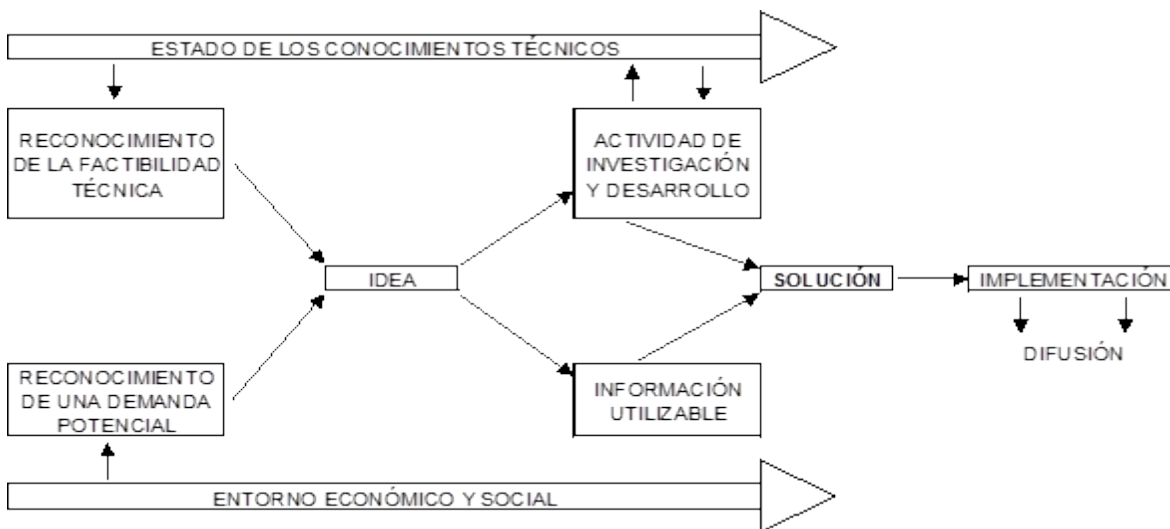 ESTADO DE LOS CONOCIMIENTOS TÉCNICOS
RECONOCIMIENTO
DE LA FACTIBILIDAD
TÉCNICA
ACTIVIDAD DE
INVESTIGACIÓN
Y DESARROLLO
IDEA
SOLUCIÓN
IMPLEMENTACIÓN
DIFUSIÓN
RECONOCIMIENTO
DE UNA DEMANDA
POTENCIAL
INFORMACIÓN
UTILIZABLE
ENTORNO ECONÓMICO Y SOCIAL